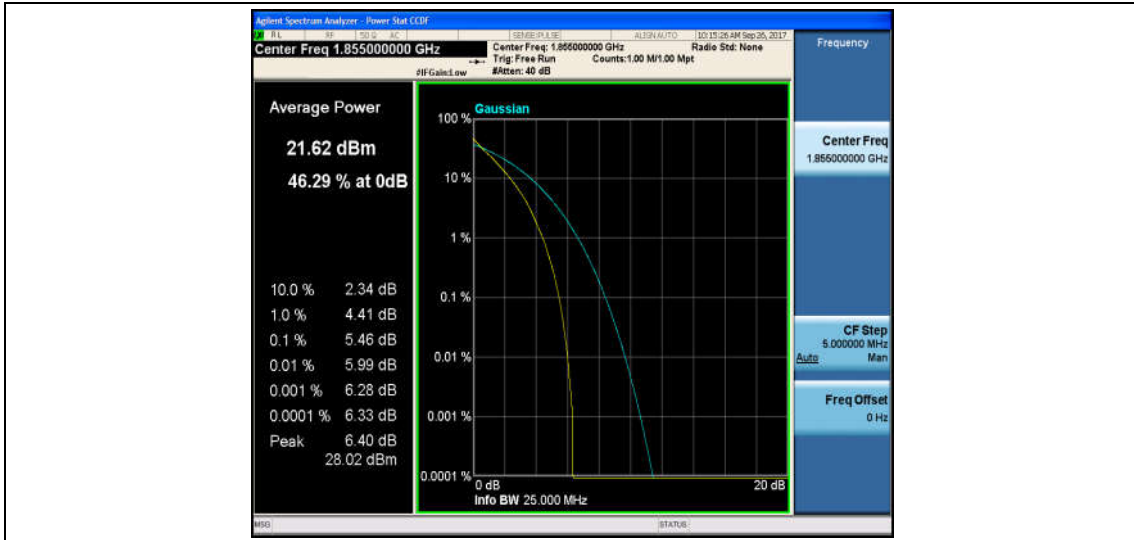 Agilent Spectrum Analyzer - Power Stat CCDF
RL RF 50 Ω AC SENSE:PULSE ALIGN AUTO 10:15:26 AM Sep 26, 2017
Center Freq 1.855000000 GHz
Center Freq: 1.855000000 GHz Radio Std: None
Trig: Free Run Counts:1.00 M/1.00 Mpt
#IFGain:Low #Atten: 40 dB
Frequency
Average Power
21.62 dBm
46.29 % at 0dB
10.0 % 2.34 dB
1.0 % 4.41 dB
0.1 % 5.46 dB
0.01 % 5.99 dB
0.001 % 6.28 dB
0.0001 % 6.33 dB
Peak 6.40 dB
28.02 dBm
Gaussian
100 %
10 %
1 %
0.1 %
0.01 %
0.001 %
0.0001 %
0 dB 20 dB
Info BW 25.000 MHz
Center Freq
1.855000000 GHz
CF Step
5.000000 MHz
Auto Man
Freq Offset
0 Hz
MSG STATUS